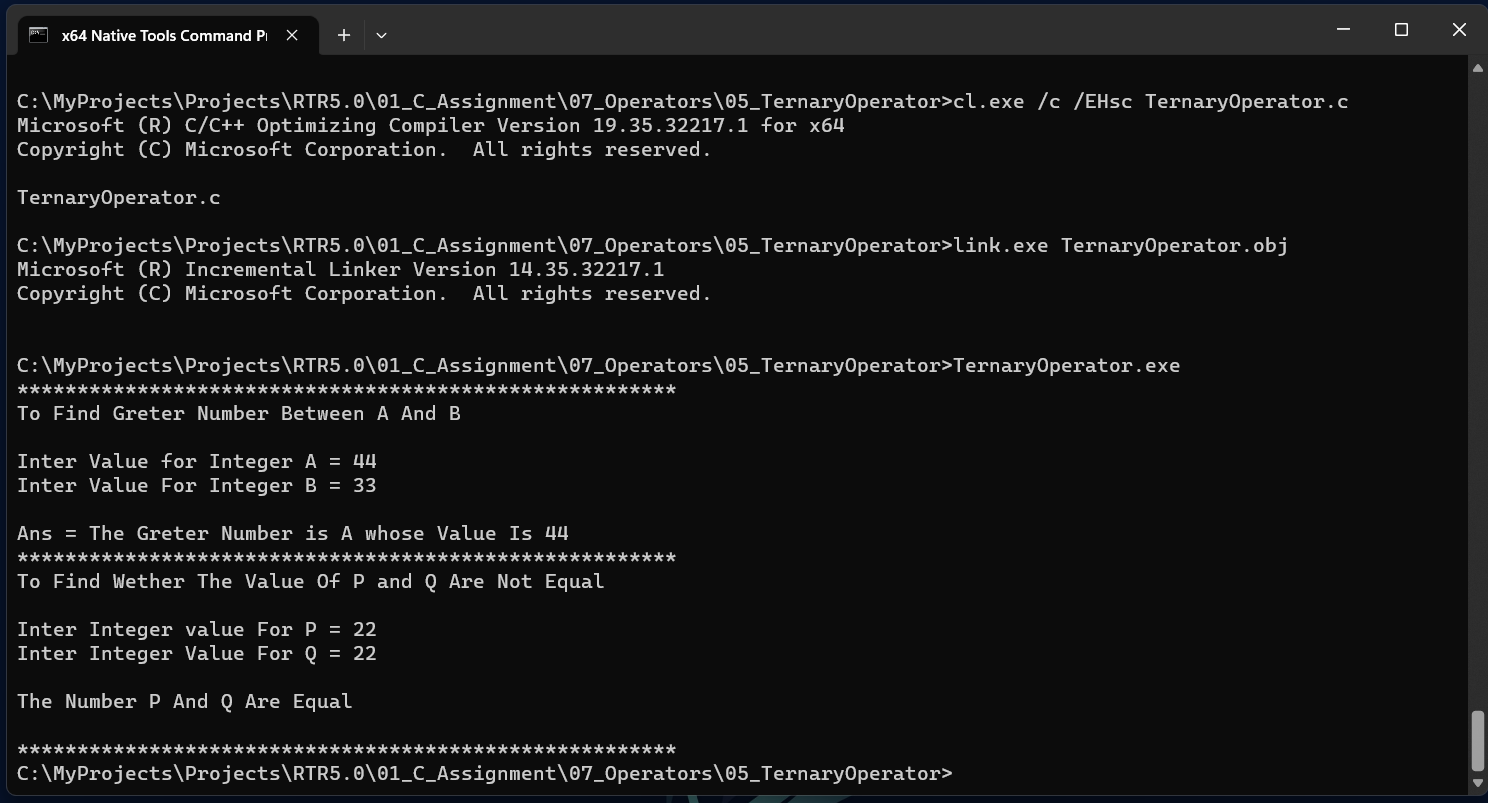 x64 Native Tools Command Pr
C:\MyProjects\Projects\RTR5.0\01_C_Assignment\07_Operators\05_TernaryOperator>cl.exe /c /EHsc TernaryOperator.c
Microsoft (R) C/C++ Optimizing Compiler Version 19.35.32217.1 for x64
Copyright (C) Microsoft Corporation.  All rights reserved.
TernaryOperator.c
C:\MyProjects\Projects\RTR5.0\01_C_Assignment\07_Operators\05_TernaryOperator>link.exe TernaryOperator.obj
Microsoft (R) Incremental Linker Version 14.35.32217.1
Copyright (C) Microsoft Corporation.  All rights reserved.
C:\MyProjects\Projects\RTR5.0\01_C_Assignment\07_Operators\05_TernaryOperator>TernaryOperator.exe
*******************************************************
To Find Greter Number Between A And B
Inter Value for Integer A = 44
Inter Value For Integer B = 33
Ans = The Greter Number is A whose Value Is 44
*******************************************************
To Find Wether The Value Of P and Q Are Not Equal
Inter Integer value For P = 22
Inter Integer Value For Q = 22
The Number P And Q Are Equal
*******************************************************
C:\MyProjects\Projects\RTR5.0\01_C_Assignment\07_Operators\05_TernaryOperator>